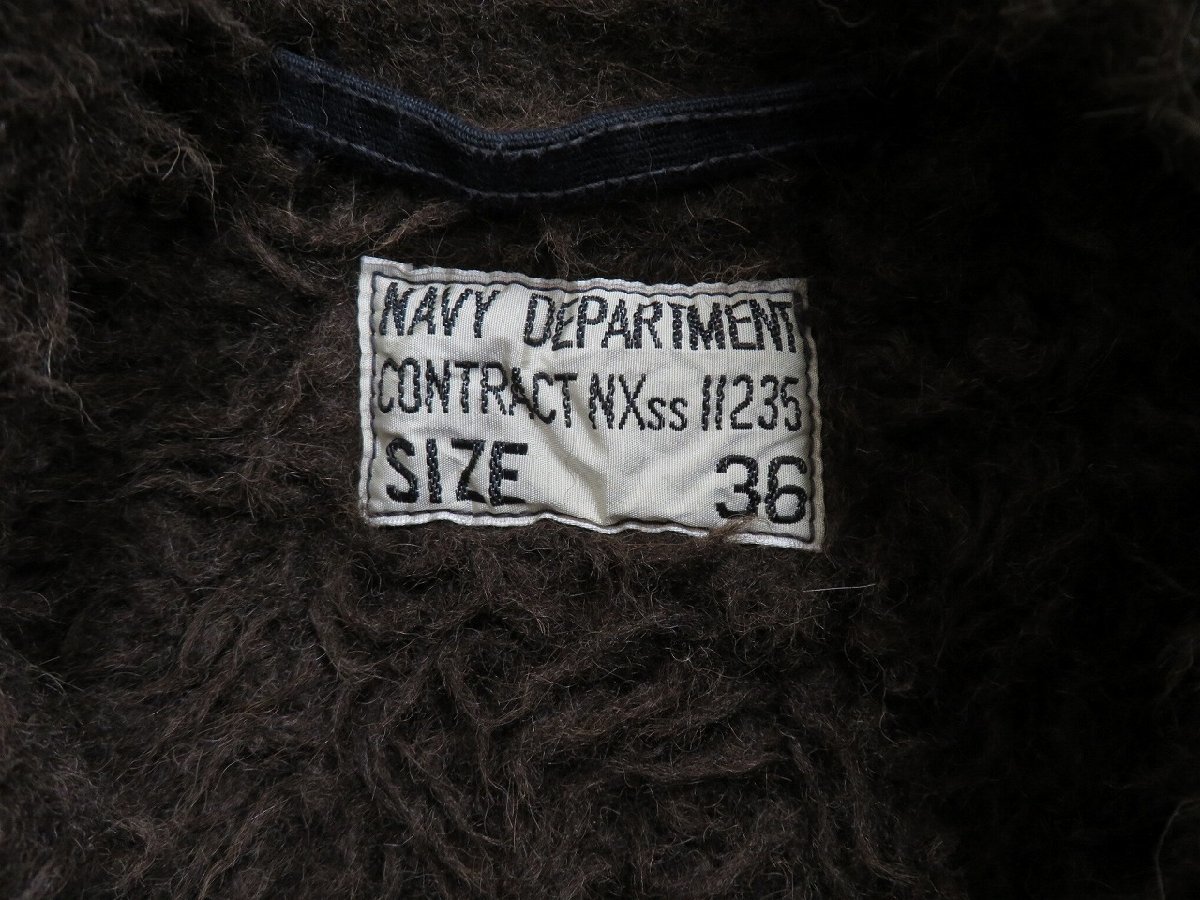 NAVY DEPARTMENT
CONTRACT NXss 11235
SIZE 36